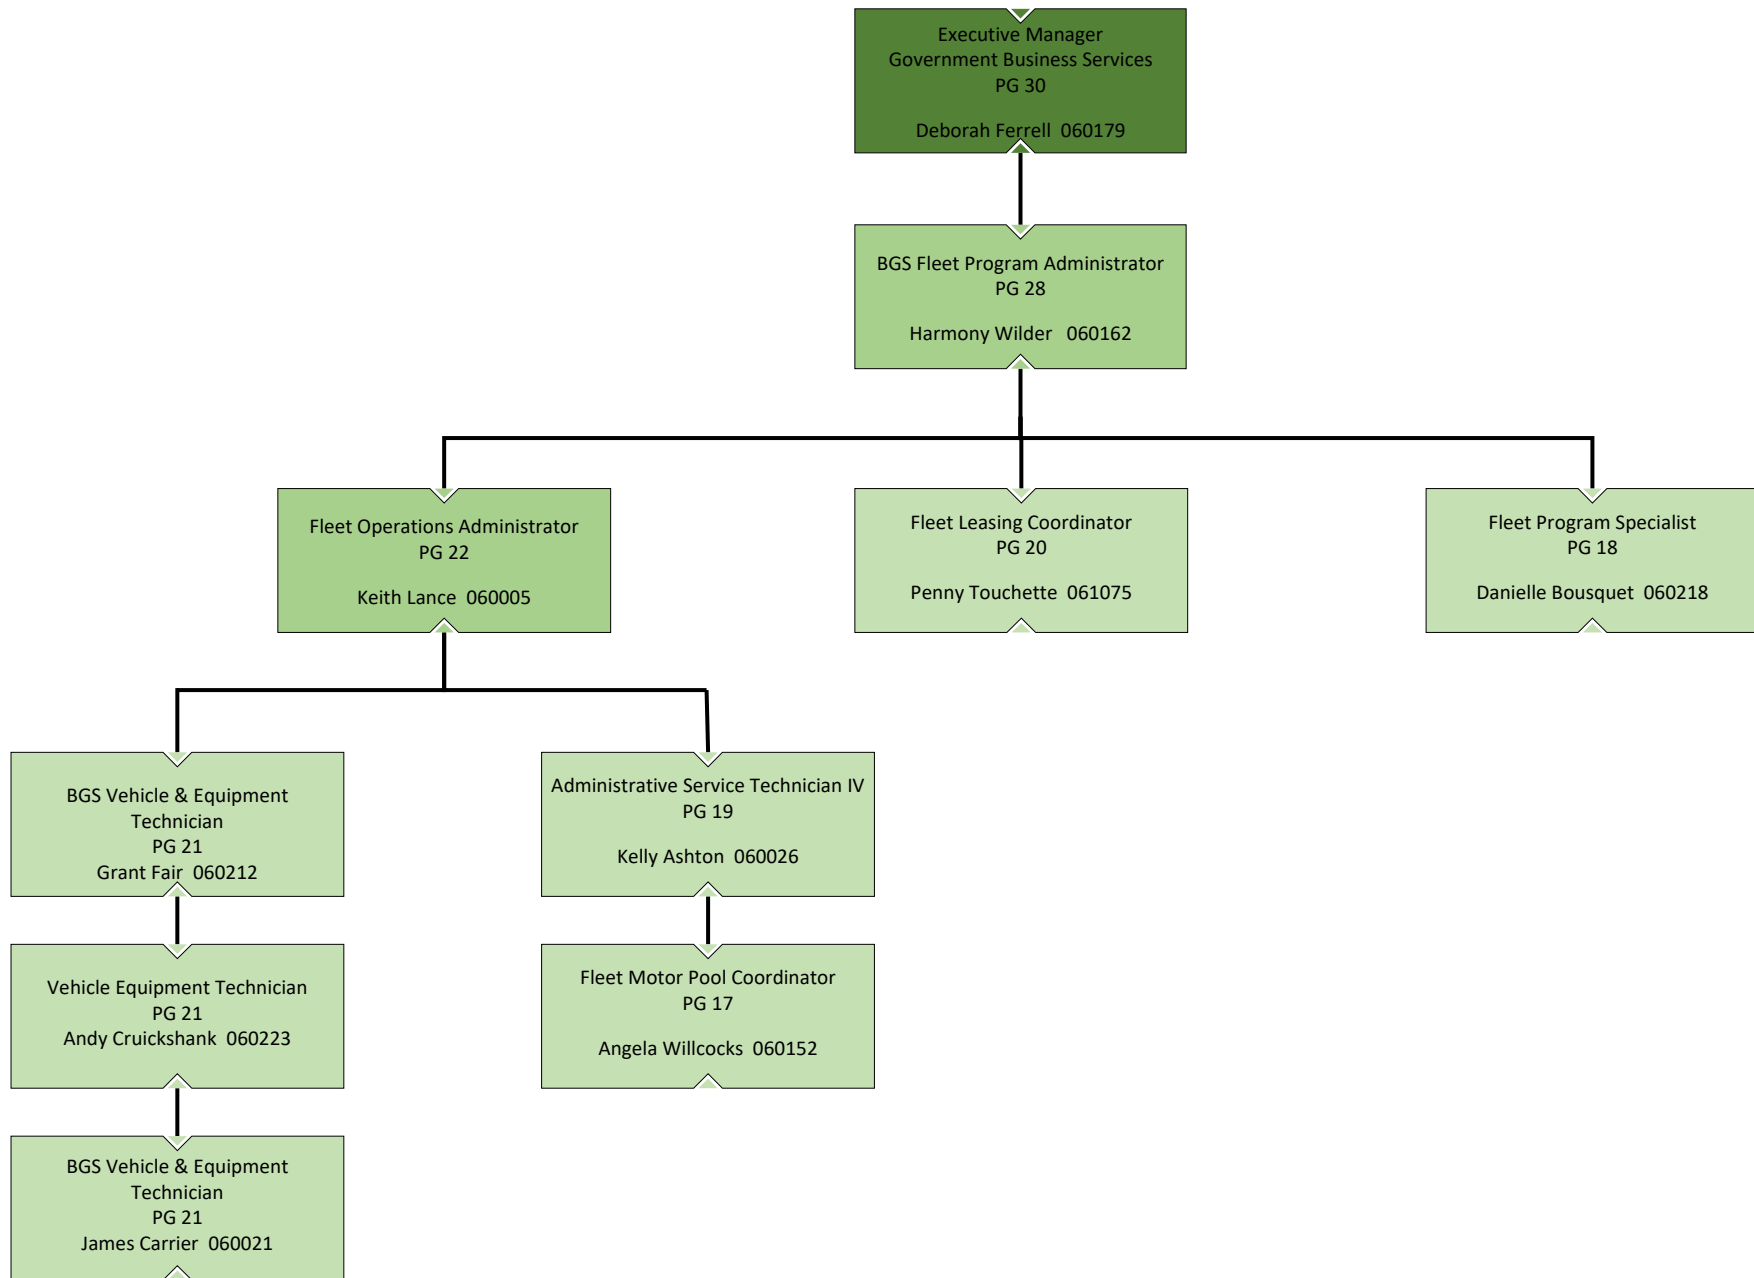 Executive Manager
Government Business Services
PG 30
Deborah Ferrell  060179
BGS Fleet Program Administrator
PG 28
Harmony Wilder   060162
Fleet Operations Administrator
PG 22
Keith Lance  060005
Fleet Leasing Coordinator
PG 20
Penny Touchette  061075
Fleet Program Specialist
PG 18
Danielle Bousquet  060218
BGS Vehicle & Equipment
Technician
PG 21
Grant Fair  060212
Administrative Service Technician IV
PG 19
Kelly Ashton  060026
Vehicle Equipment Technician
PG 21
Andy Cruickshank  060223
Fleet Motor Pool Coordinator
PG 17
Angela Willcocks  060152
BGS Vehicle & Equipment
Technician
PG 21
James Carrier  060021